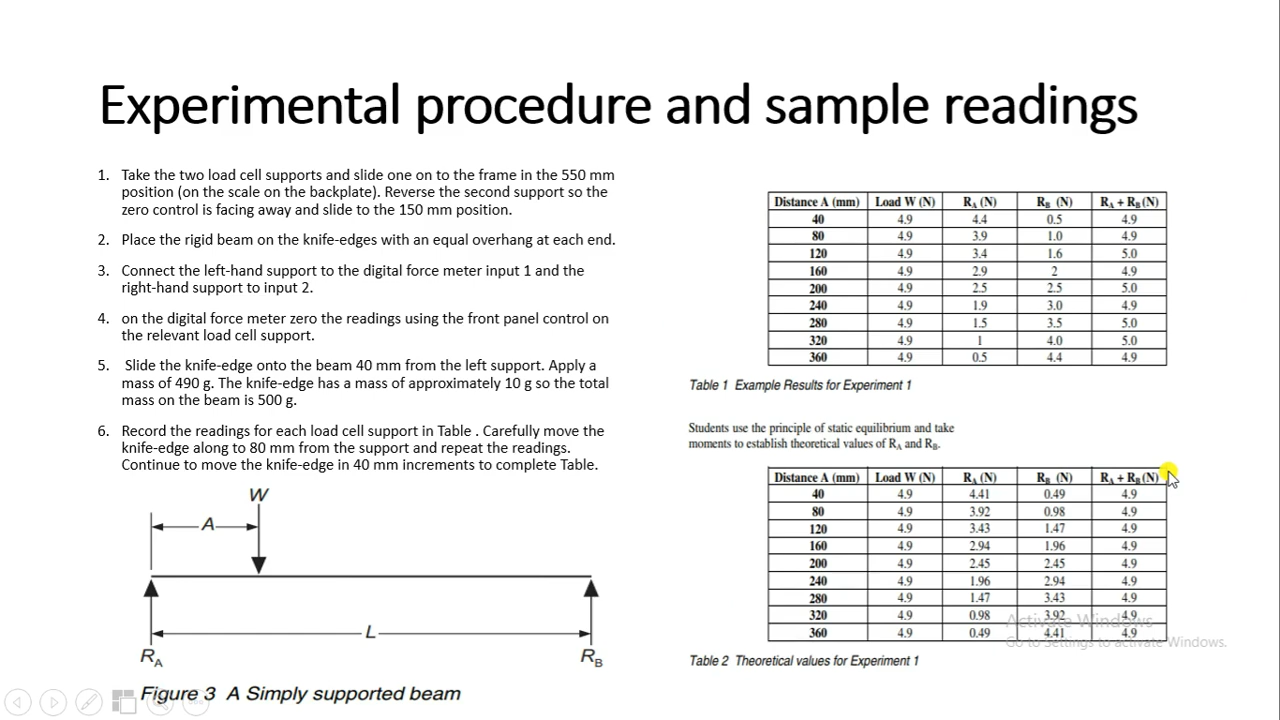 Experimental procedure and sample readings
1. Take the two load cell supports and slide one on to the frame in the 550 mm
position (on the scale on the backplate). Reverse the second support so the
zero control is facing away and slide to the 150 mm position.
2. Place the rigid beam on the knife-edges with an equal overhang at each end.
3. Connect the left-hand support to the digital force meter input 1 and the
right-hand support to input 2.
4. on the digital force meter zero the readings using the front panel control on
the relevant load cell support.
5. Slide the knife-edge onto the beam 40 mm from the left support. Apply a
mass of 490 g. The knife-edge has a mass of approximately 10 g so the total
mass on the beam is 500 g.
6. Record the readings for each load cell support in Table . Carefully move the
knife-edge along to 80 mm from the support and repeat the readings.
Continue to move the knife-edge in 40 mm increments to complete Table.
W
A
L
RA
RB
Figure 3 A Simply supported beam
Distance A (mm) Load W (N) RA (N) RB (N) RA + RB (N)
40 4.9 4.4 0.5 4.9
80 4.9 3.9 1.0 4.9
120 4.9 3.4 1.6 5.0
160 4.9 2.9 2 4.9
200 4.9 2.5 2.5 5.0
240 4.9 1.9 3.0 4.9
280 4.9 1.5 3.5 5.0
320 4.9 1 4.0 5.0
360 4.9 0.5 4.4 4.9
Table 1 Example Results for Experiment 1
Students use the principle of static equilibrium and take
moments to establish theoretical values of RA and RB.
Distance A (mm) Load W (N) RA (N) RB (N) RA + RB (N)
40 4.9 4.41 0.49 4.9
80 4.9 3.92 0.98 4.9
120 4.9 3.43 1.47 4.9
160 4.9 2.94 1.96 4.9
200 4.9 2.45 2.45 4.9
240 4.9 1.96 2.94 4.9
280 4.9 1.47 3.43 4.9
320 4.9 0.98 3.92 4.9
360 4.9 0.49 4.41 4.9
Table 2 Theoretical values for Experiment 1
Activate Windows
Go to Settings to activate Windows.